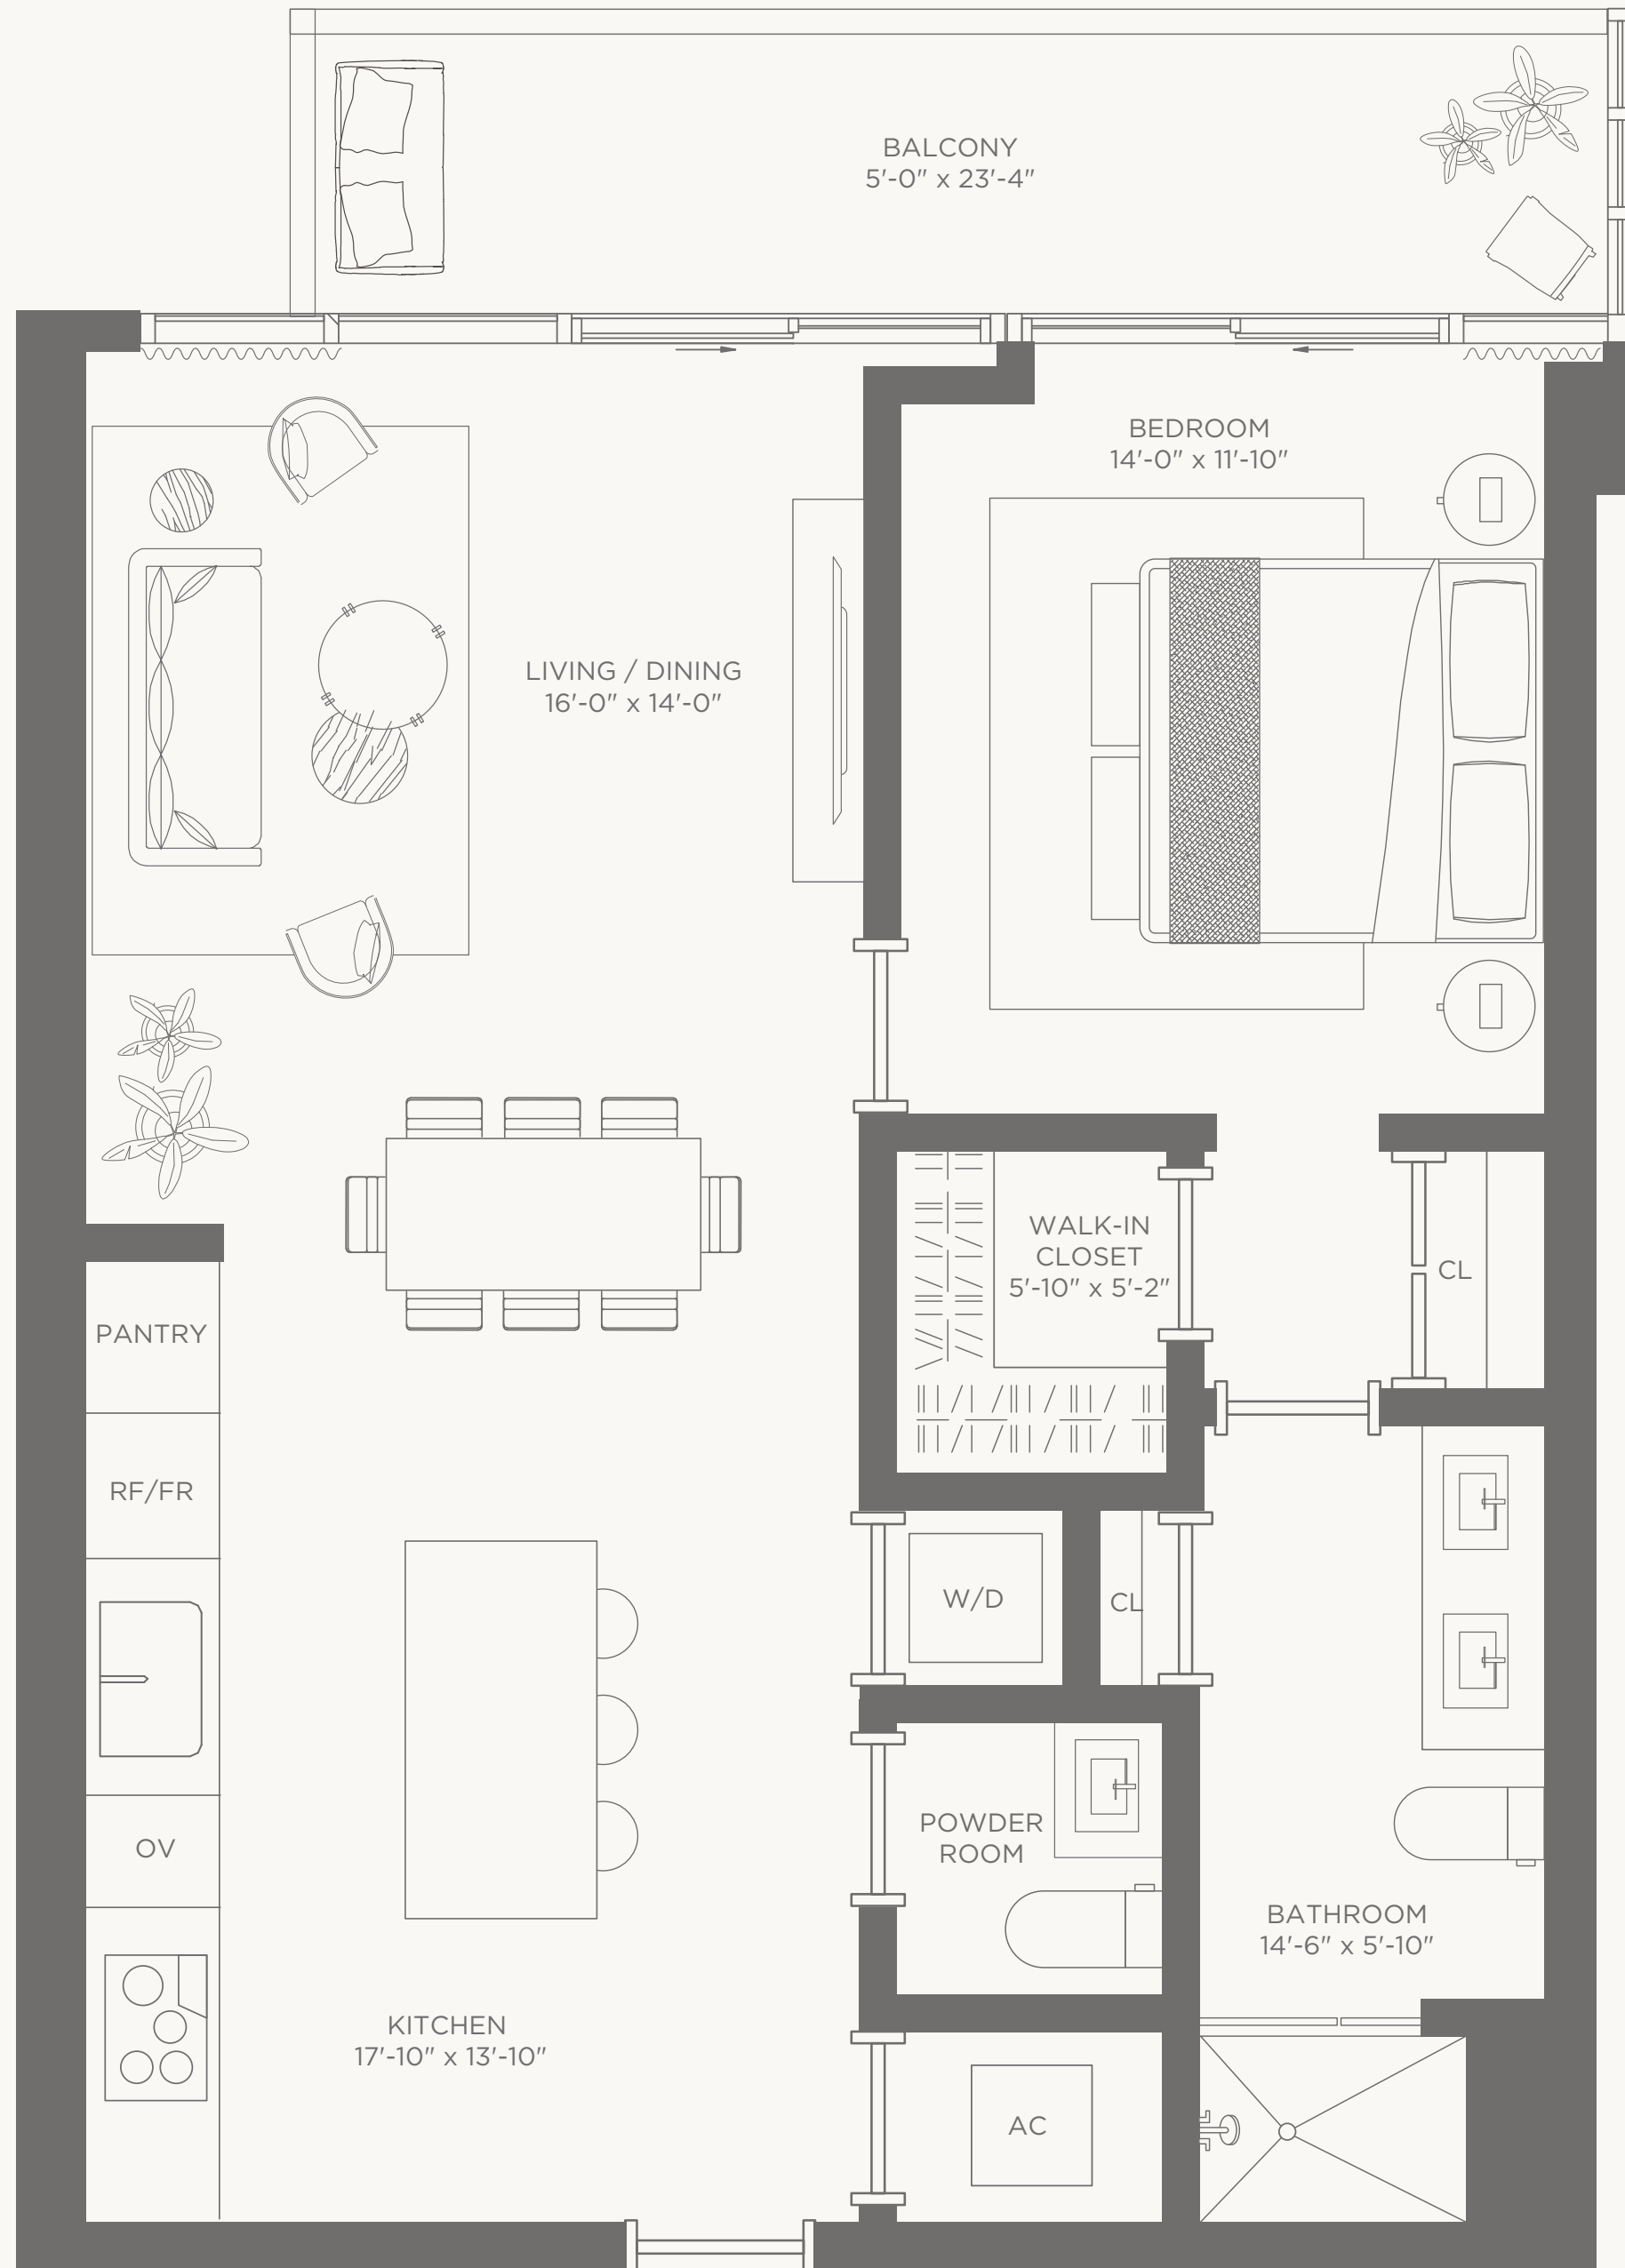 BALCONY
5'-0" x 23'-4"
BEDROOM
14'-0" x 11'-10"
LIVING / DINING
16'-0" x 14'-0"
WALK-IN
CLOSET
5'-10" x 5'-2"
CL
PANTRY
RF/FR
W/D
CL
POWDER
ROOM
OV
BATHROOM
14'-6" x 5'-10"
KITCHEN
17'-10" x 13'-10"
AC